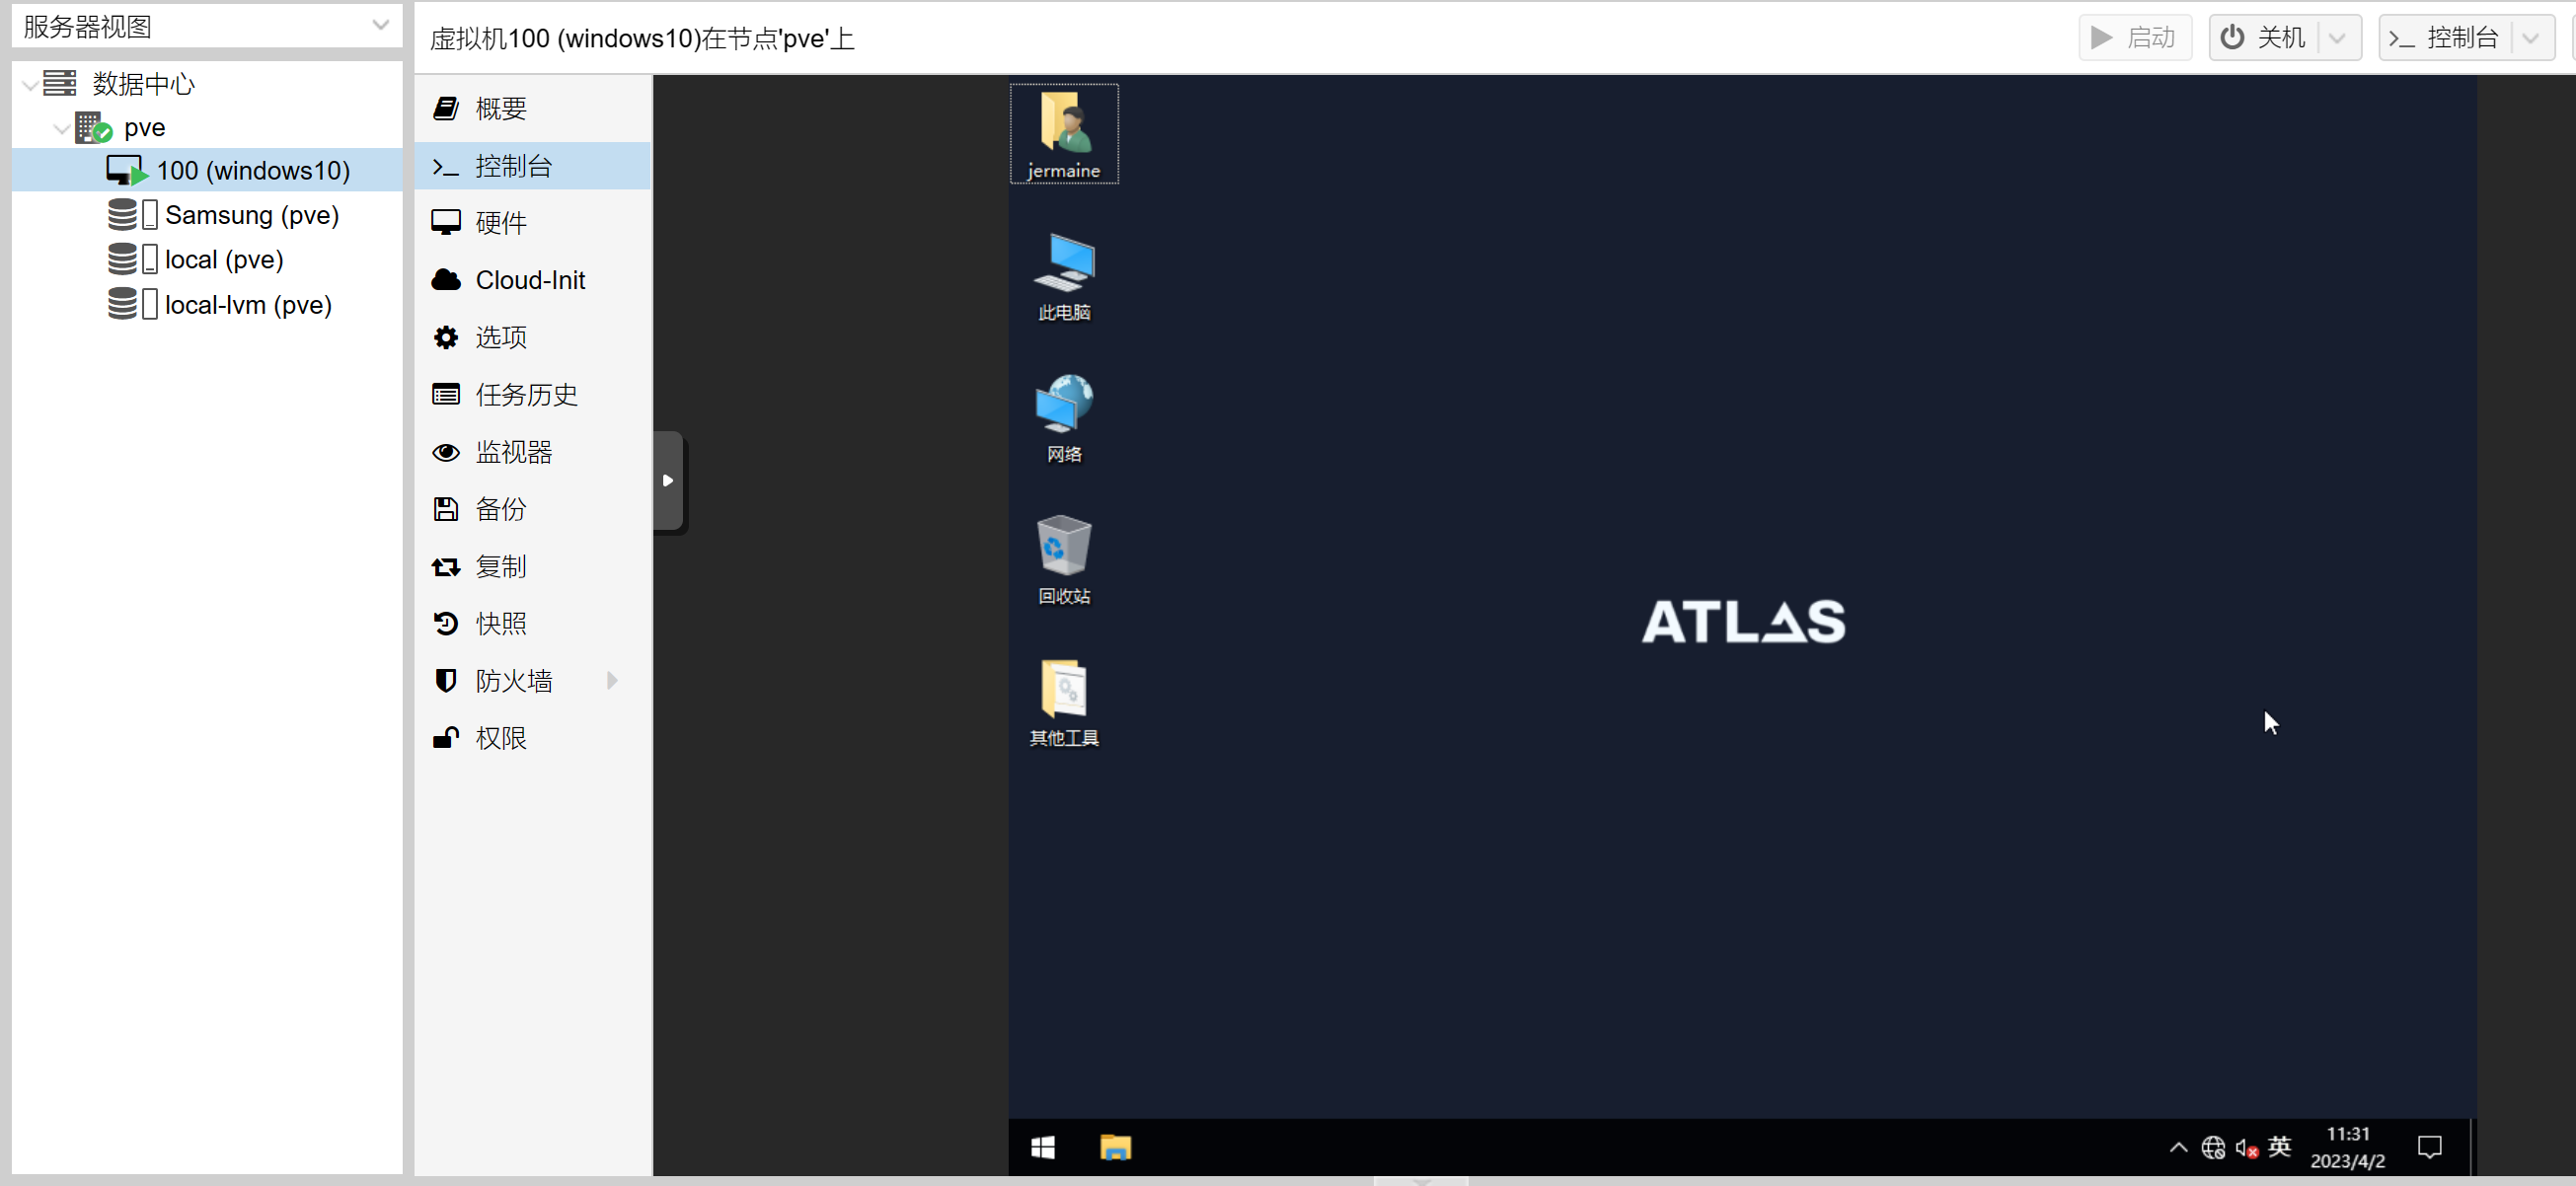 服务器视图
数据中心
pve
100 (windows10)
Samsung (pve)
local (pve)
local-lvm (pve)
虚拟机100 (windows10)在节点'pve'上
启动
关机
控制台
概要
控制台
硬件
Cloud-Init
选项
任务历史
监视器
备份
复制
快照
防火墙
权限
jermaine
此电脑
网络
回收站
其他工具
ATLAS
英
11:31
2023/4/2